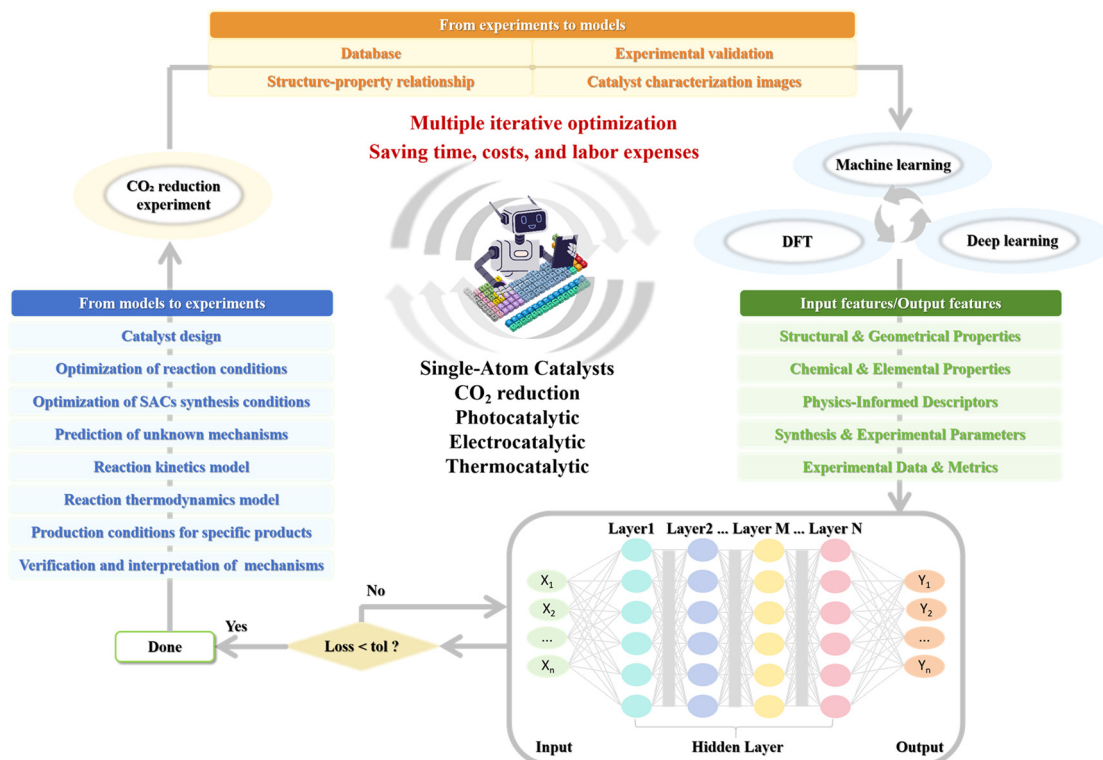 From experiments to models
Database
Experimental validation
Structure-property relationship
Catalyst characterization images
Multiple iterative optimization
Saving time, costs, and labor expenses
CO₂ reduction
experiment
Machine learning
DFT
Deep learning
From models to experiments
Catalyst design
Optimization of reaction conditions
Optimization of SACs synthesis conditions
Prediction of unknown mechanisms
Reaction kinetics model
Reaction thermodynamics model
Production conditions for specific products
Verification and interpretation of mechanisms
Single-Atom Catalysts
CO₂ reduction
Photocatalytic
Electrocatalytic
Thermocatalytic
Input features/Output features
Structural & Geometrical Properties
Chemical & Elemental Properties
Physics-Informed Descriptors
Synthesis & Experimental Parameters
Experimental Data & Metrics
Layer1 Layer2 ... Layer M ... Layer N
X₁
X₂
...
Xₙ
Y₁
Y₂
...
Yₙ
Input
Hidden Layer
Output
No
Yes
Loss < tol ?
Done